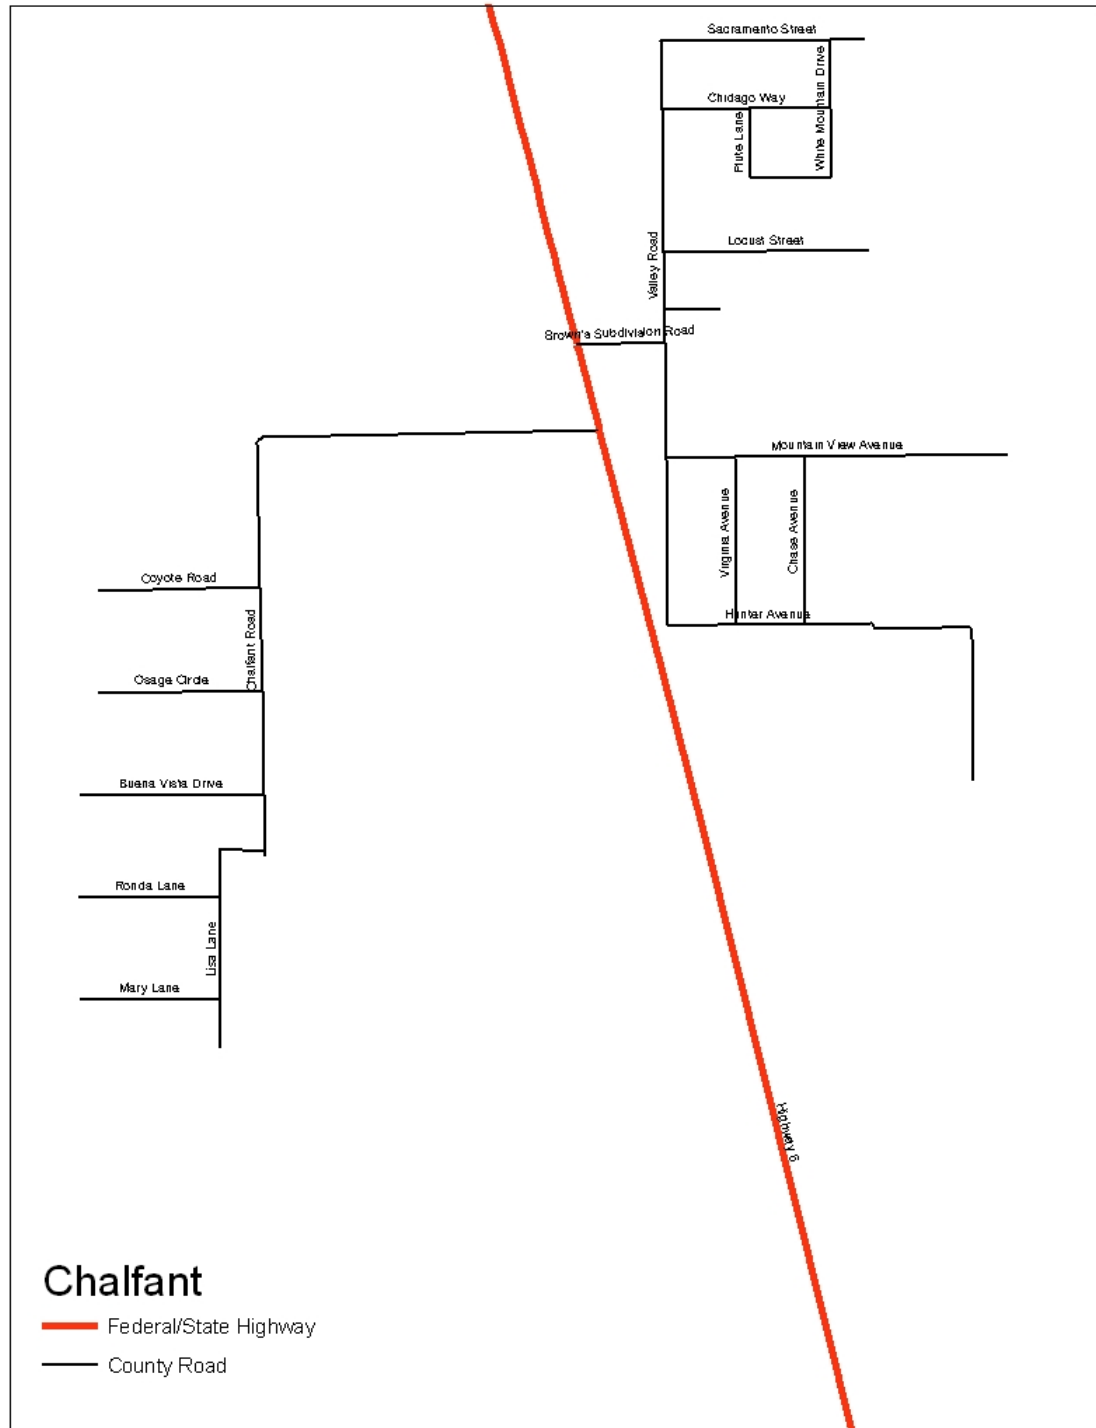 Sacramento Street
White Mountain Drive
Chidago Way
Piute Lane
Locust Street
Valley Road
Brown's Subdivision Road
Mountain View Avenue
Virginia Avenue
Chase Avenue
Hunter Avenue
Coyote Road
Chalfant Road
Osage Circle
Buena Vista Drive
Ronda Lane
Lisa Lane
Mary Lane
Highway 6
Chalfant
Federal/State Highway
County Road